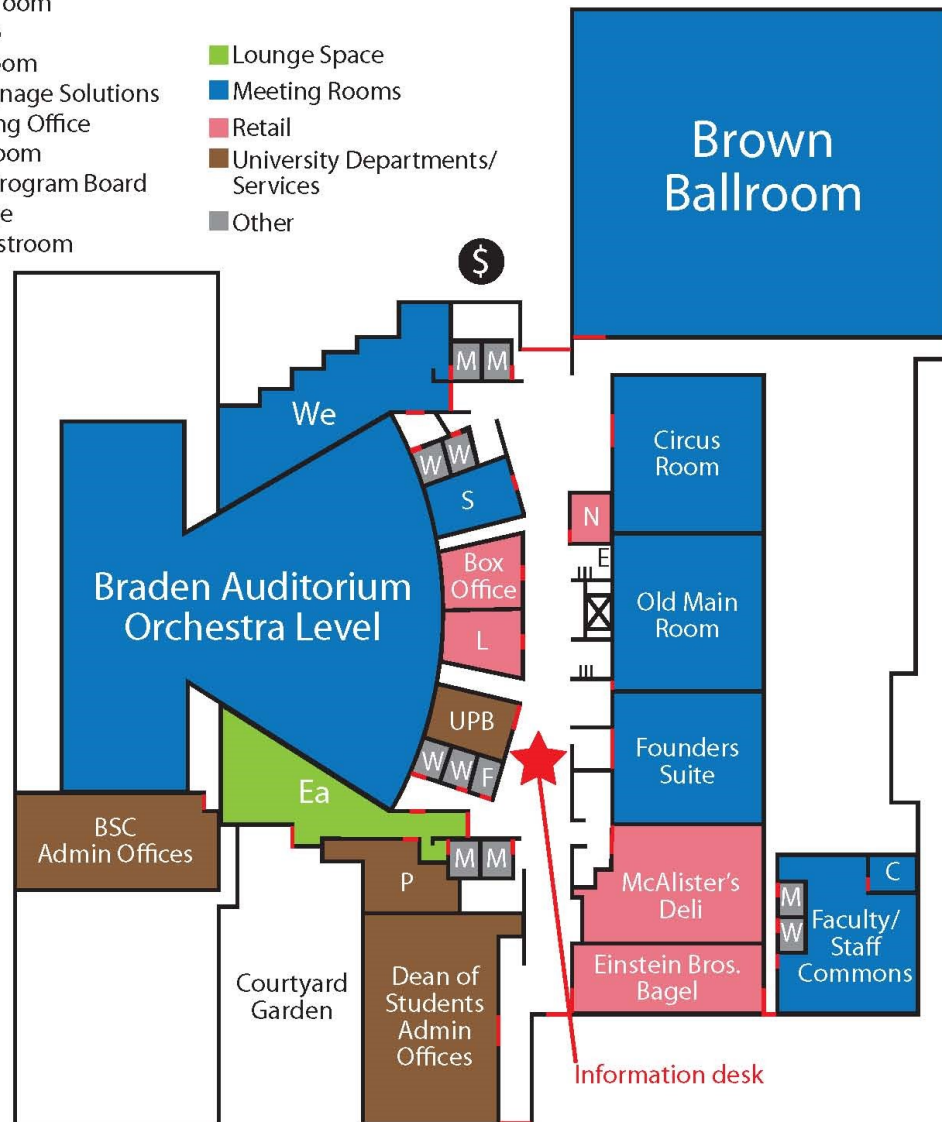 oom
nage Solutions
ng Office
oom
rogram Board
e
stroom
Lounge Space
Meeting Rooms
Retail
University Departments/
Services
Other
$
Brown
Ballroom
M M
We
W W
S
Circus
Room
N
E
Box
Office
Braden Auditorium
Orchestra Level
Old Main
Room
L
UPB
W W F
Founders
Suite
Ea
BSC
Admin Offices
M M
P
McAlister's
Deli
C
M
W
Faculty/
Staff
Commons
Einstein Bros.
Bagel
Courtyard
Garden
Dean of
Students
Admin
Offices
Information desk